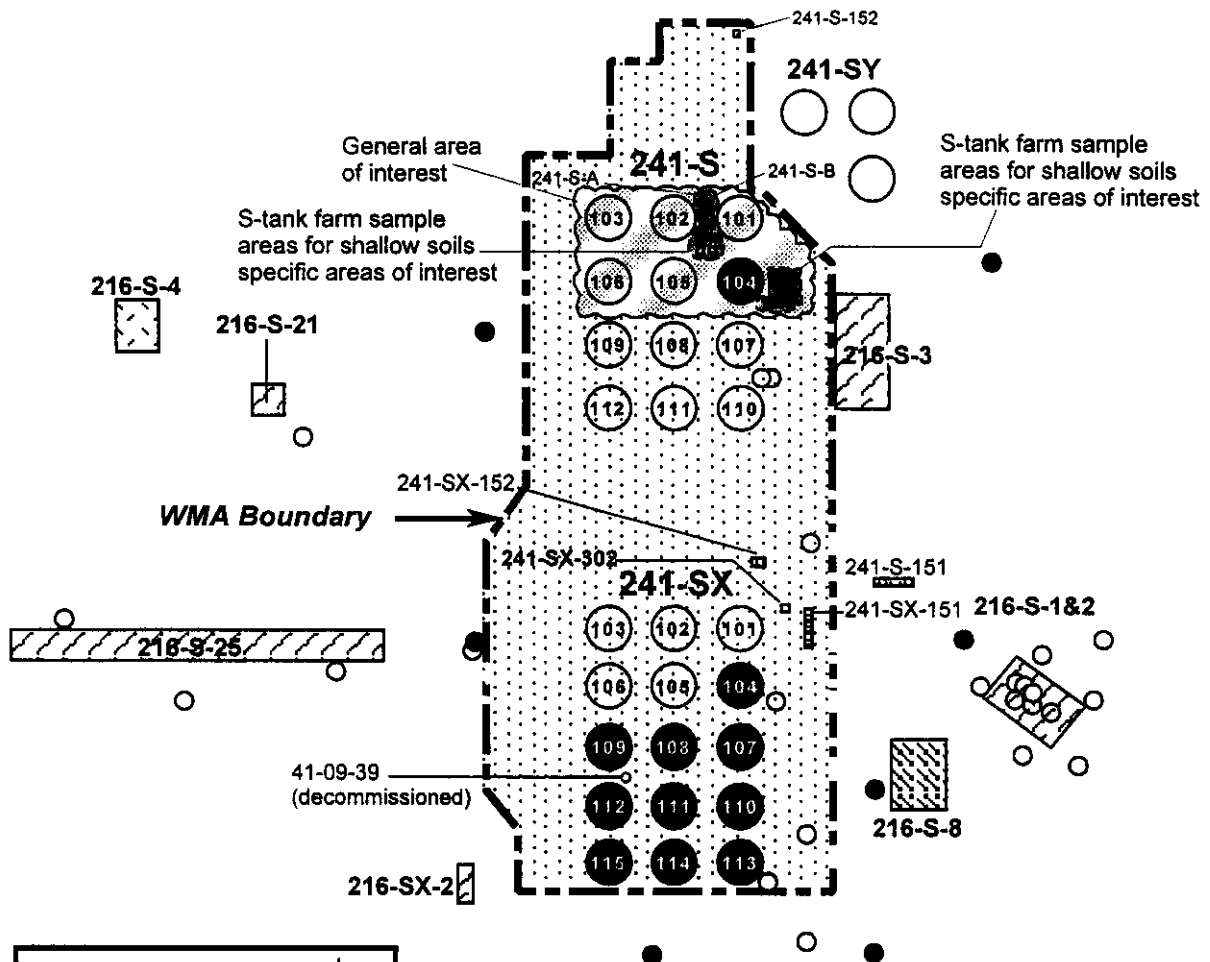 241-S-152
241-SY
General area
of interest
241-S
S-tank farm sample
areas for shallow soils
specific areas of interest
241-S-A
241-S-B
S-tank farm sample
areas for shallow soils
specific areas of interest
103 102 101
216-S-4
106 105 104
216-S-21
109 108 107
216-S-3
112 111 110
241-SX-152
WMA Boundary
241-SX-302
241-S-151
241-SX
241-SX-151
216-S-1&2
103 102 101
216-S-25
106 105 104
109 108 107
41-09-39
(decommissioned)
112 111 110
216-S-8
115 114 113
216-SX-2